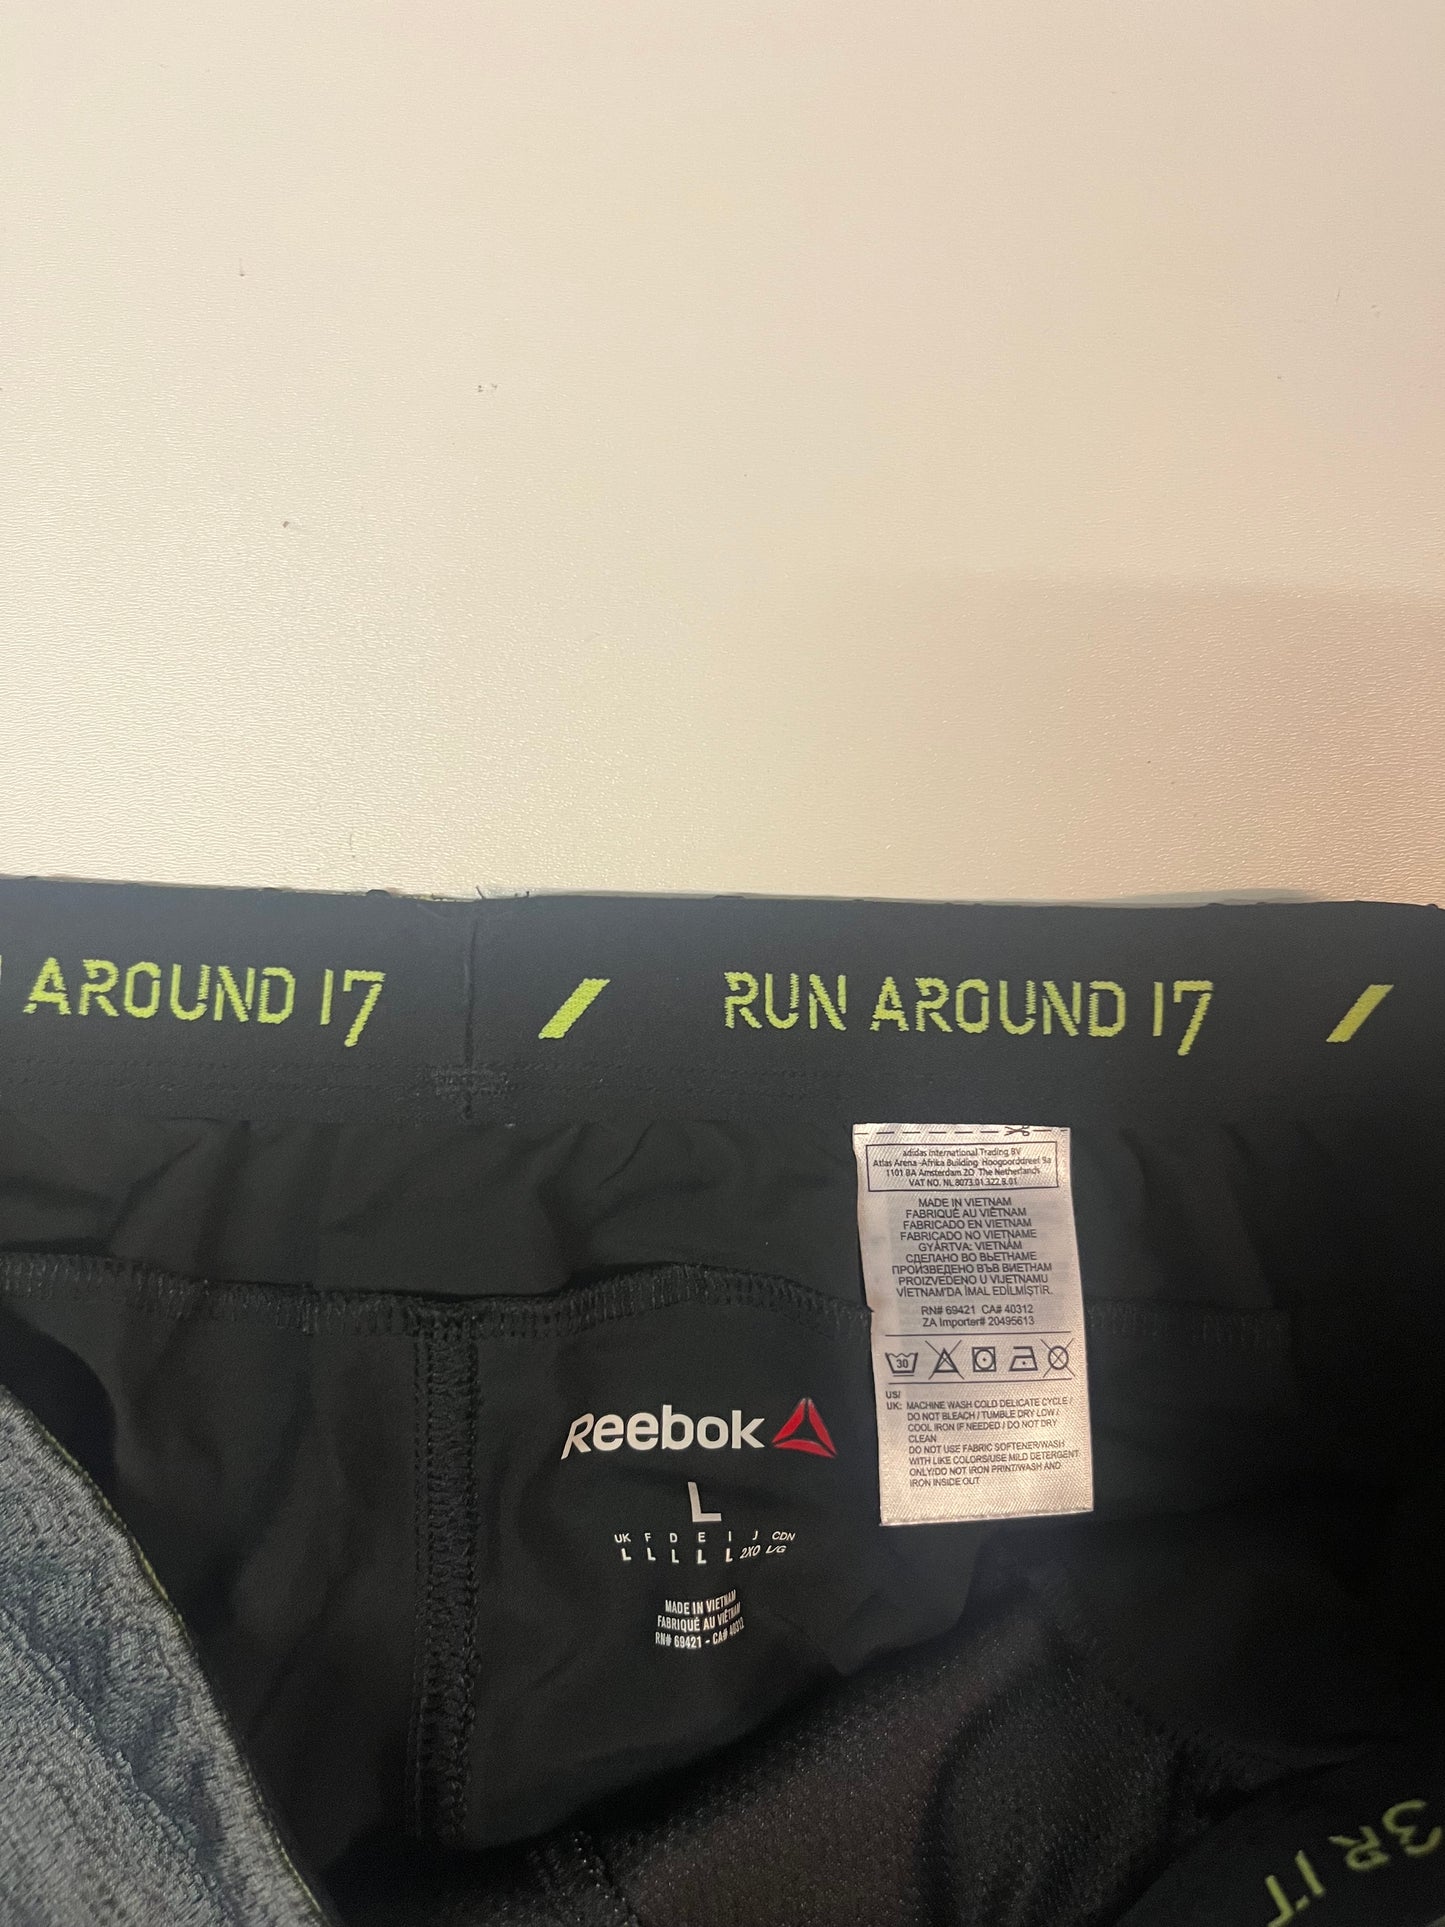 AROUND 17 / RUN AROUND 17 /
adidas International Trading BV
Atlas Arena -Afrika Building Hoogoorddreef 9a
1101 BA Amsterdam ZO The Netherlands
VAT NO. NL 8073.01.322.B.01
MADE IN VIETNAM
FABRIQUÉ AU VIÊTNAM
FABRICADO EN VIETNAM
FABRICADO NO VIETNAME
GYÁRTVA: VIETNÁM
СДЕЛАНО ВО ВЬЕТНАМЕ
ПРОИЗВЕДЕНО ВЪВ ВИЕТНАМ
PROIZVEDENO U VIJETNAMU
VİETNAM'DA İMAL EDİLMİŞTİR.
RN# 69421 CA# 40312
ZA Importer# 20495613
30
US/
UK: MACHINE WASH COLD DELICATE CYCLE /
DO NOT BLEACH / TUMBLE DRY LOW /
COOL IRON IF NEEDED / DO NOT DRY
CLEAN
DO NOT USE FABRIC SOFTENER/WASH
WITH LIKE COLORS/USE MILD DETERGENT
ONLY/DO NOT IRON PRINT/WASH AND
IRON INSIDE OUT
Reebok
L
UK F D E I J CDN
L L L L L 2XO L/G
MADE IN VIETNAM
FABRIQUÉ AU VIÊTNAM
RN# 69421 - CA# 40312